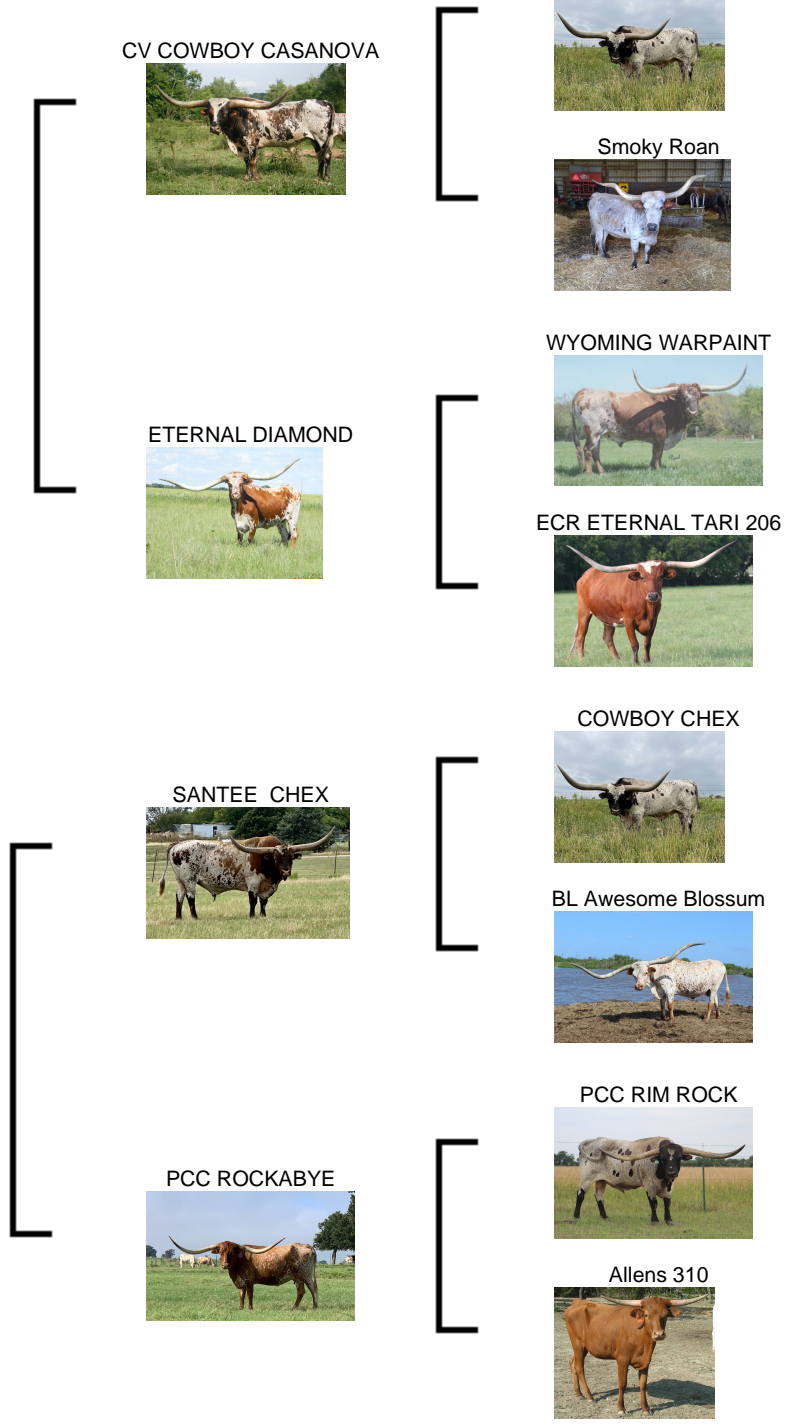 CV COWBOY CASANOVA
Smoky Roan
WYOMING WARPAINT
ETERNAL DIAMOND
ECR ETERNAL TARI 206
COWBOY CHEX
SANTEE  CHEX
BL Awesome Blossum
PCC RIM ROCK
PCC ROCKABYE
Allens 310